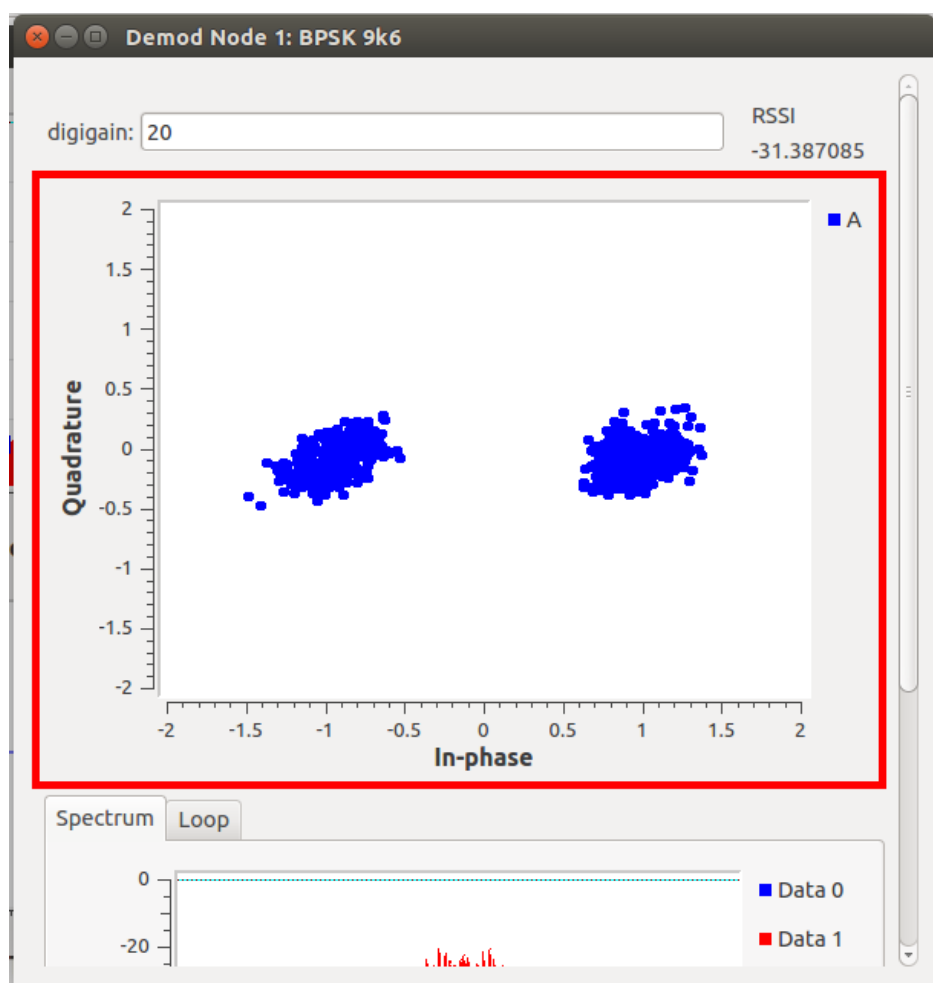 Demod Node 1: BPSK 9k6
digigain: 20
RSSI
-31.387085
2
1.5
1
0.5
0
-0.5
-1
-1.5
-2
Quadrature
A
-2 -1.5 -1 -0.5 0 0.5 1 1.5 2
In-phase
Spectrum Loop
0
-20
Data 0
Data 1